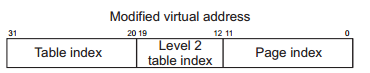 Modified virtual address
31 20 19 12 11 0
Table index Level 2 table index Page index